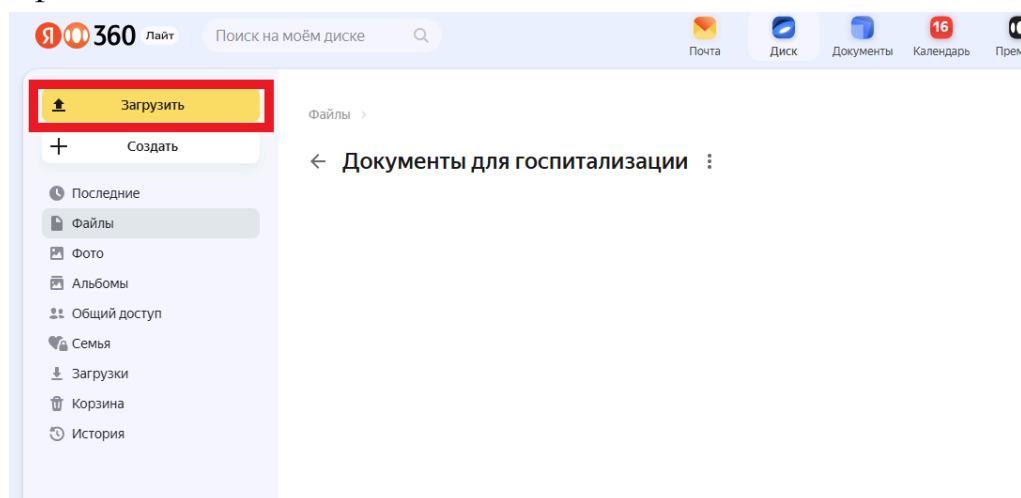 Я 360 Лайт
Поиск на моём диске
16
Почта
Диск
Документы
Календарь
Загрузить
Файлы
Создать
Документы для госпитализации
Последние
Файлы
Фото
Альбомы
Общий доступ
Семья
Загрузки
Корзина
История